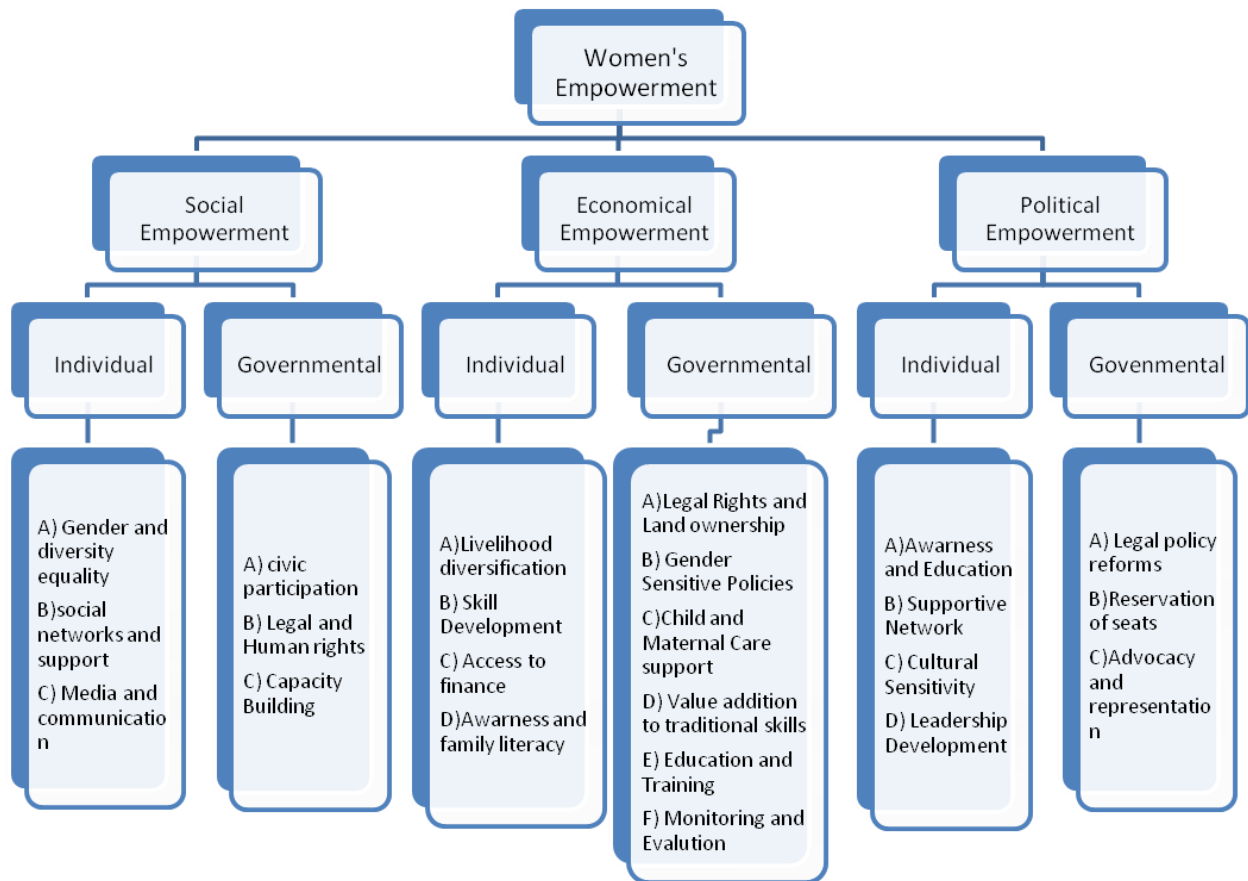 Women's
Empowerment
Social
Empowerment
Economical
Empowerment
Political
Empowerment
Individual
Governmental
Individual
Governmental
Individual
Govenmental
A) Gender and
diversity
equality
B)social
networks and
support
C) Media and
communicatio
n
A) civic
participation
B) Legal and
Human rights
C) Capacity
Building
A)Livelihood
diversification
B) Skill
Development
C) Access to
finance
D)Awarness and
family literacy
A)Legal Rights and
Land ownership
B) Gender
Sensitive Policies
C)Child and
Maternal Care
support
D) Value addition
to traditional skills
E) Education and
Training
F) Monitoring and
Evalution
A)Awarness
and Education
B) Supportive
Network
C) Cultural
Sensitivity
D) Leadership
Development
A) Legal policy
reforms
B)Reservation
of seats
C)Advocacy
and
representatio
n